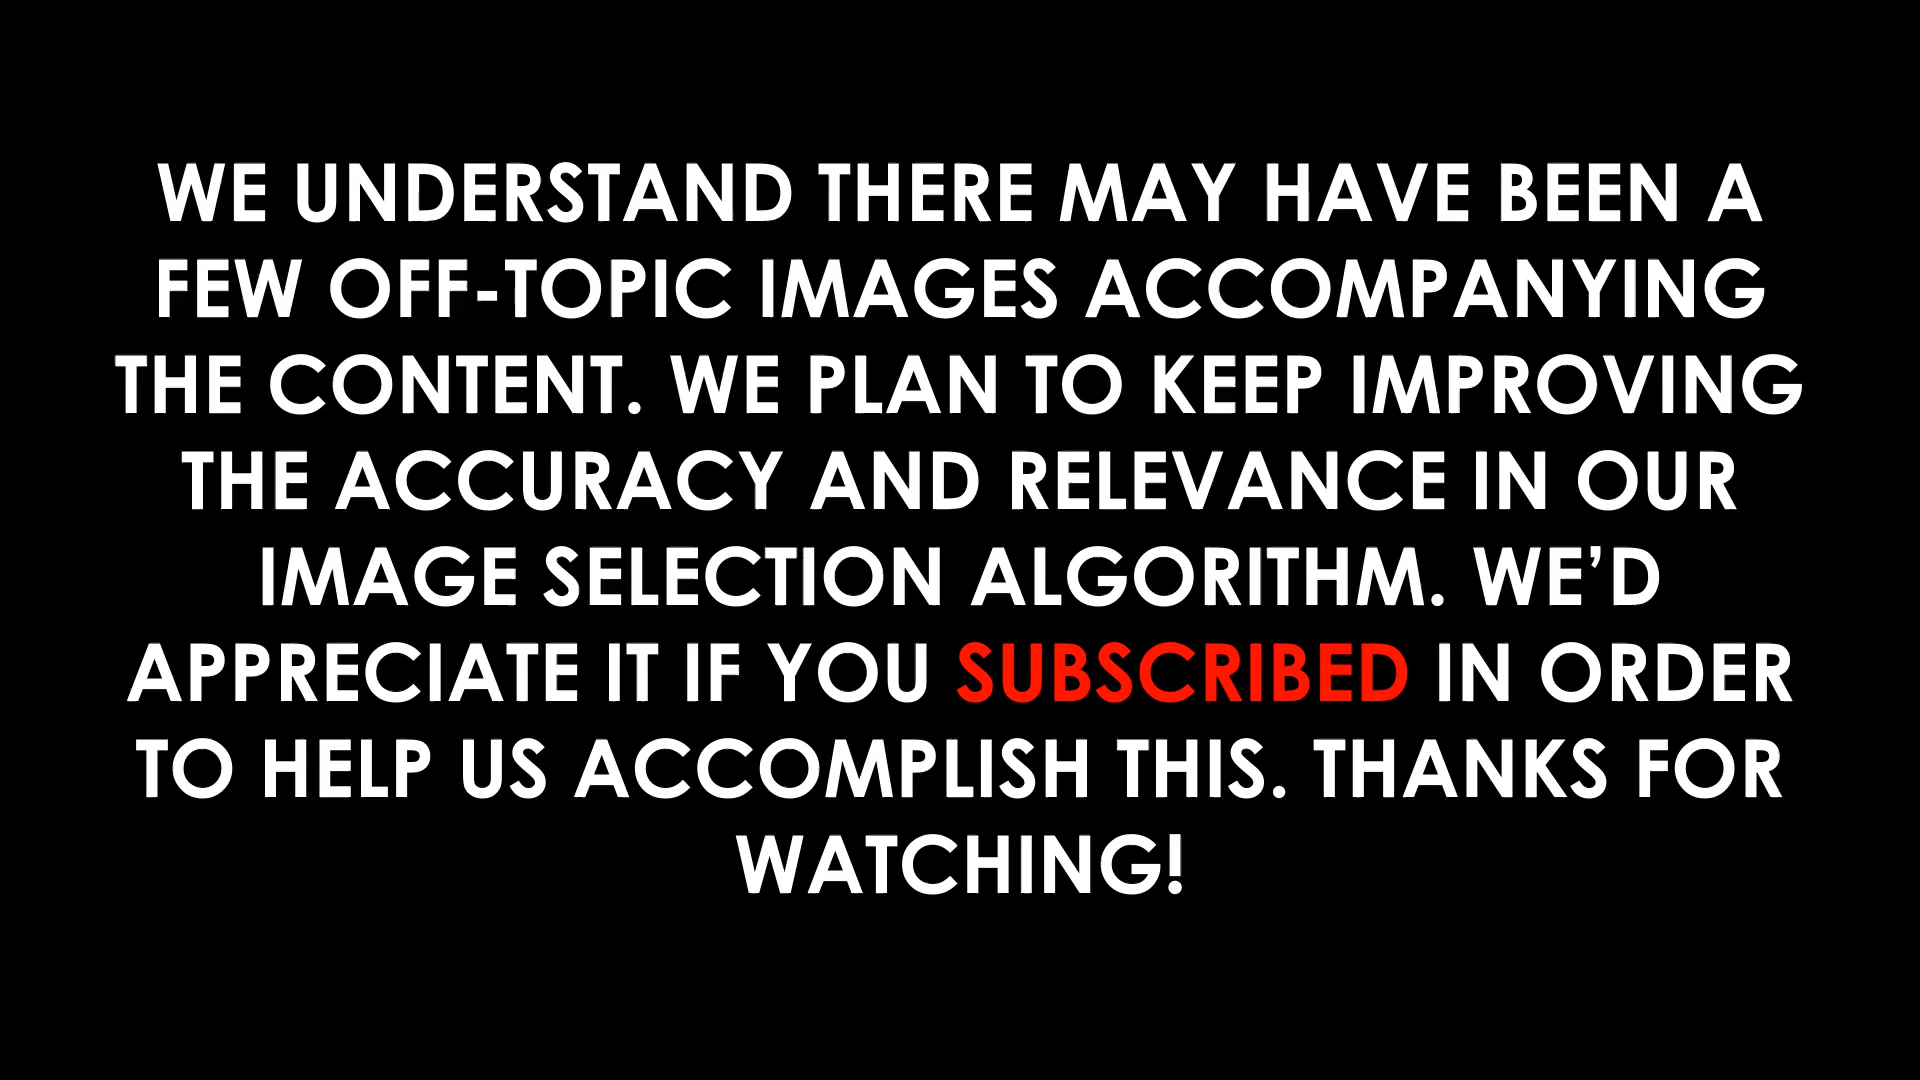 WE UNDERSTAND THERE MAY HAVE BEEN A
FEW OFF-TOPIC IMAGES ACCOMPANYING
THE CONTENT. WE PLAN TO KEEP IMPROVING
THE ACCURACY AND RELEVANCE IN OUR
IMAGE SELECTION ALGORITHM. WE’D
APPRECIATE IT IF YOU SUBSCRIBED IN ORDER
TO HELP US ACCOMPLISH THIS. THANKS FOR
WATCHING!